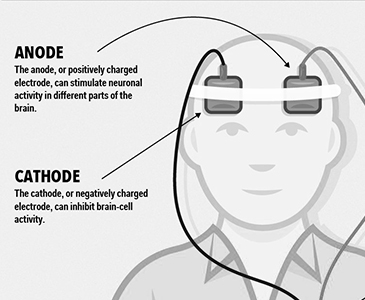 ANODE
The anode, or positively charged
electrode, can stimulate neuronal
activity in different parts of the
brain.
CATHODE
The cathode, or negatively charged
electrode, can inhibit brain-cell
activity.